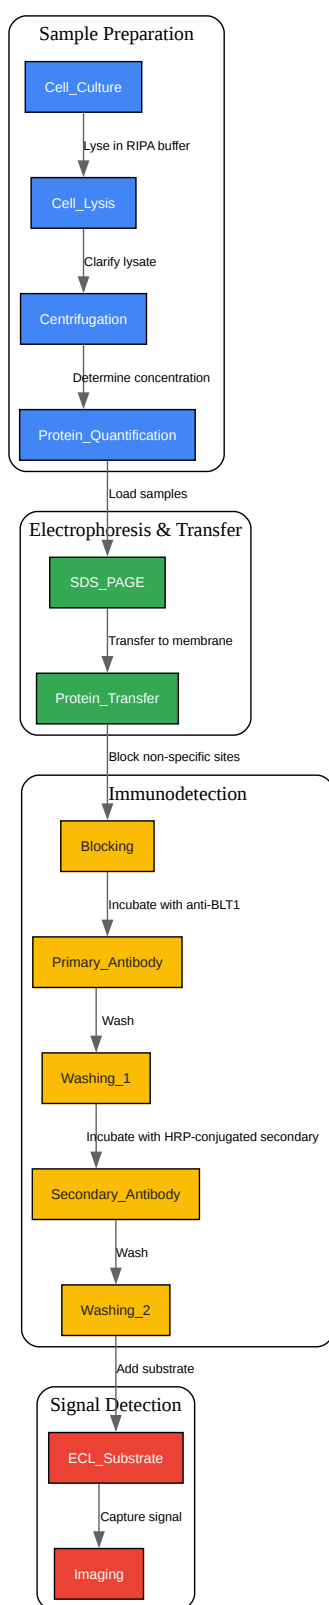 Sample Preparation
Cell_Culture
Lyse in RIPA buffer
Cell_Lysis
Clarify lysate
Centrifugation
Determine concentration
Protein_Quantification
Load samples
Electrophoresis & Transfer
SDS_PAGE
Transfer to membrane
Protein_Transfer
Block non-specific sites
Immunodetection
Blocking
Incubate with anti-BLT1
Primary_Antibody
Wash
Washing_1
Incubate with HRP-conjugated secondary
Secondary_Antibody
Wash
Washing_2
Add substrate
Signal Detection
ECL_Substrate
Capture signal
Imaging